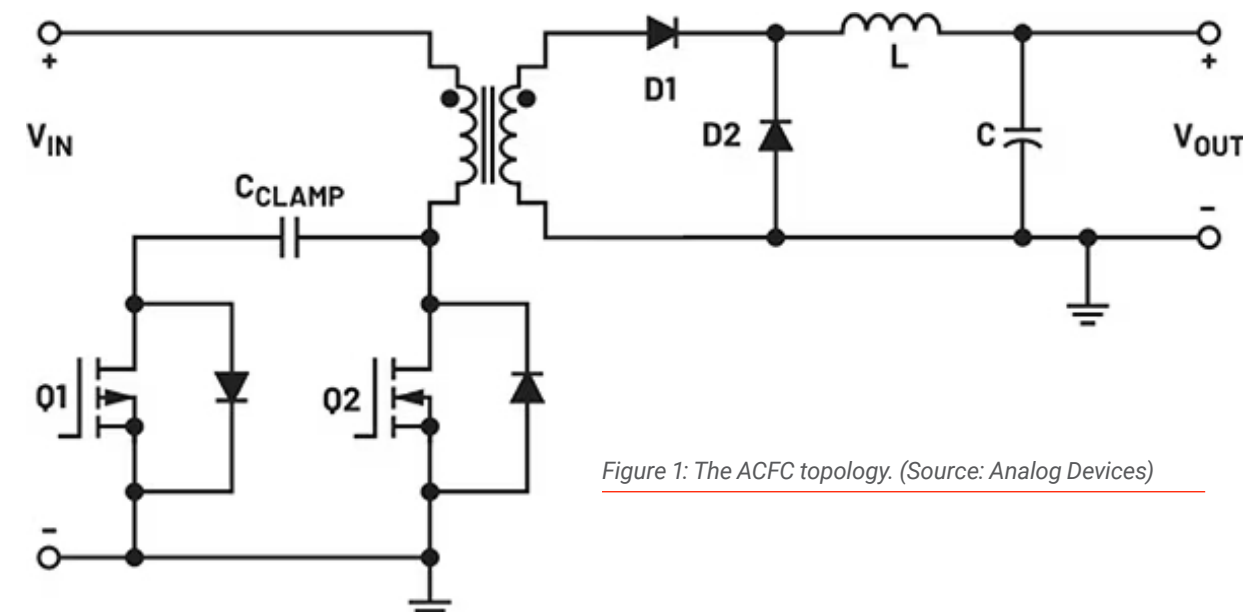 +
VIN
CCLAMP
Q1
Q2
-
D1
D2
L
C
+
VOUT
-
Figure 1: The ACFC topology. (Source: Analog Devices)